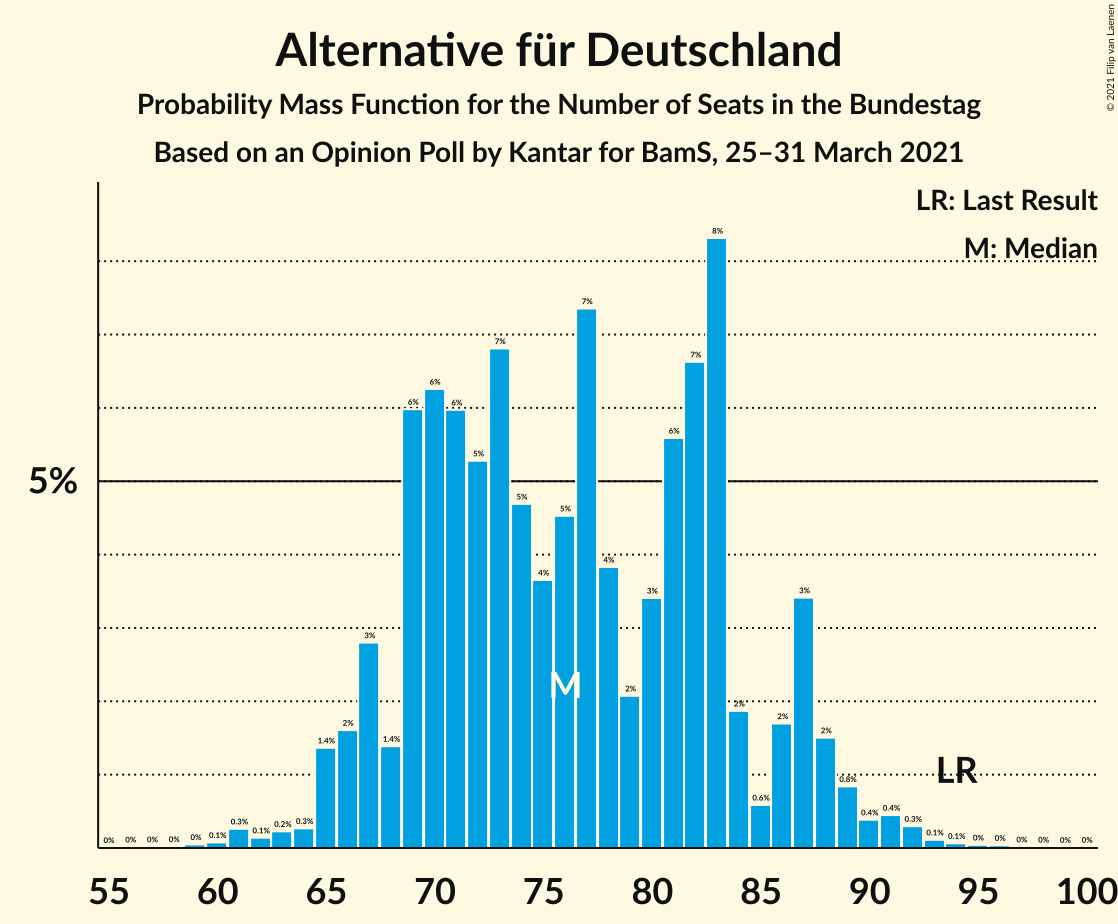 Alternative für Deutschland
Probability Mass Function for the Number of Seats in the Bundestag
Based on an Opinion Poll by Kantar for BamS, 25–31 March 2021
© 2021 Filip van Laenen
LR: Last Result
M: Median
5%
0% 0% 0% 0% 0% 0.1% 0.3% 0.1% 0.2% 0.3% 1.4% 2% 3% 1.4% 6% 6% 6% 5% 7% 5% 4% 5% 7% 4% 2% 3% 6% 7% 8% 2% 0.6% 2% 3% 2% 0.8% 0.4% 0.4% 0.3% 0.1% 0.1% 0% 0% 0% 0% 0% 0%
M
LR
55 60 65 70 75 80 85 90 95 100